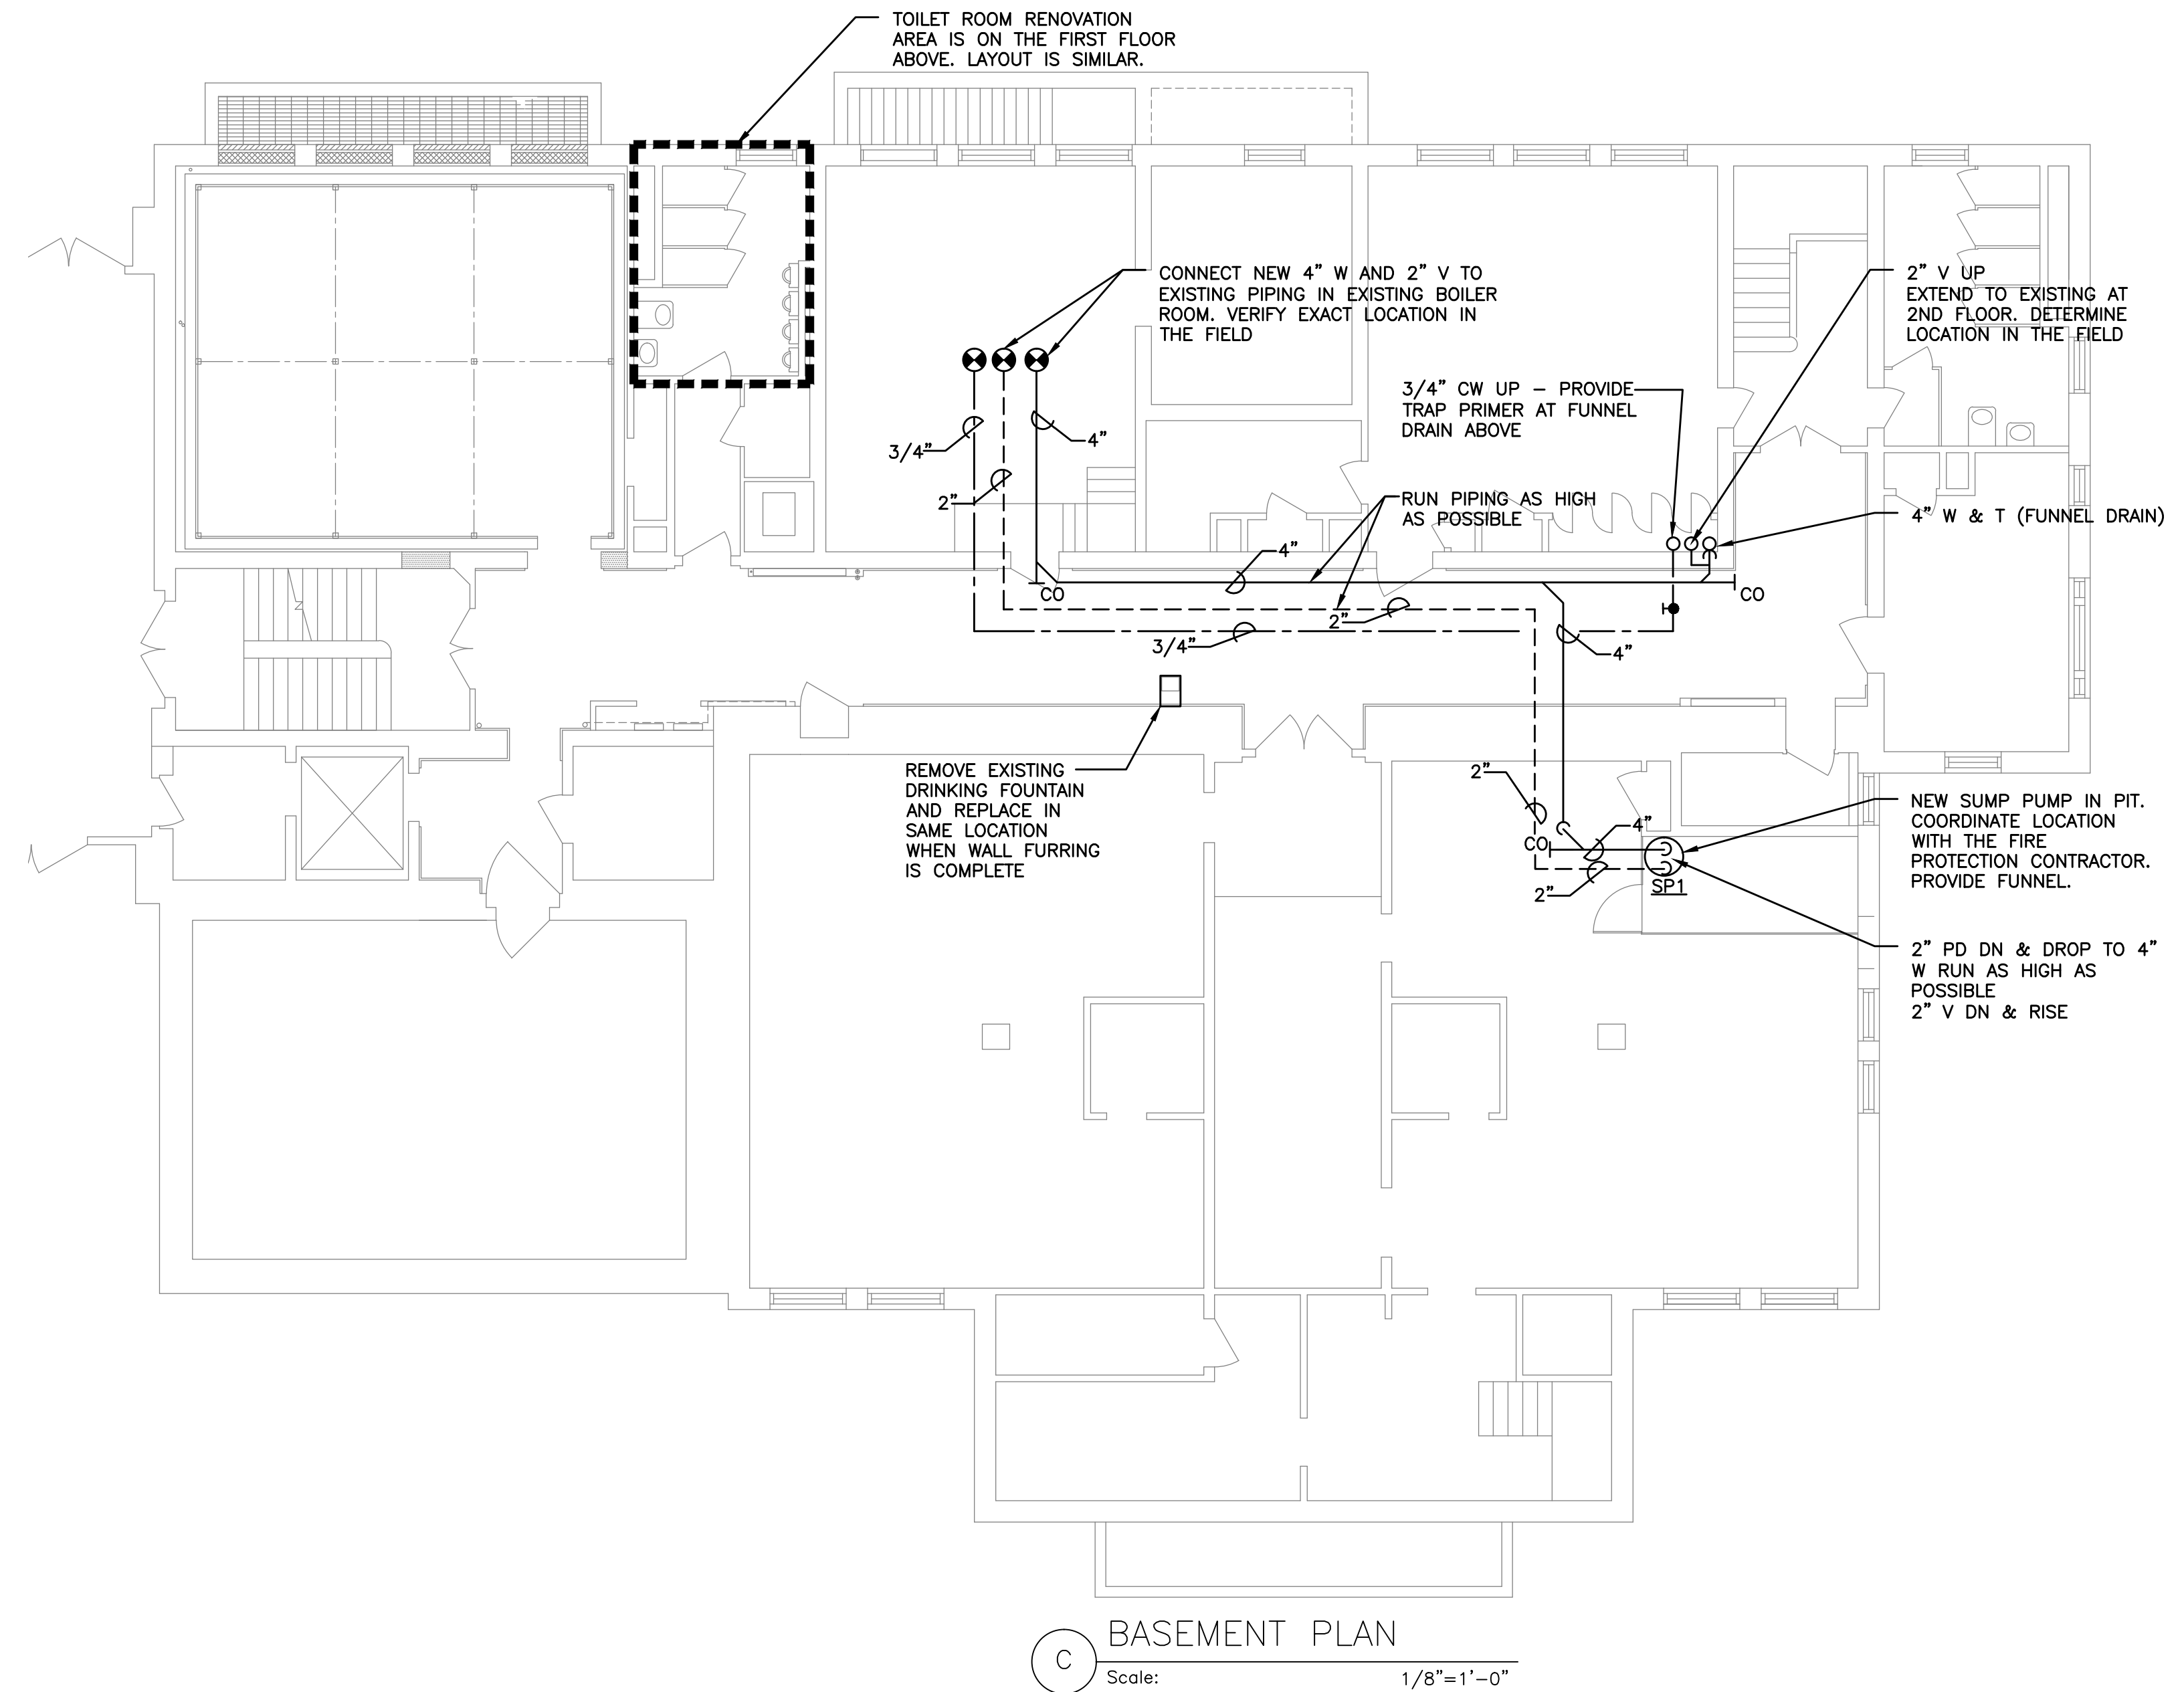 TOILET ROOM RENOVATION
AREA IS ON THE FIRST FLOOR
ABOVE. LAYOUT IS SIMILAR.
CONNECT NEW 4" W AND 2" V TO
EXISTING PIPING IN EXISTING BOILER
ROOM. VERIFY EXACT LOCATION IN
THE FIELD
2" V UP
EXTEND TO EXISTING AT
2ND FLOOR. DETERMINE
LOCATION IN THE FIELD
3/4" CW UP - PROVIDE
TRAP PRIMER AT FUNNEL
DRAIN ABOVE
3/4"
4"
2"
RUN PIPING AS HIGH
AS POSSIBLE
4" W & T (FUNNEL DRAIN)
4"
CO
CO
2"
3/4"
4"
REMOVE EXISTING
DRINKING FOUNTAIN
AND REPLACE IN
SAME LOCATION
WHEN WALL FURRING
IS COMPLETE
2"
4"
CO
2"
SP1
NEW SUMP PUMP IN PIT.
COORDINATE LOCATION
WITH THE FIRE
PROTECTION CONTRACTOR.
PROVIDE FUNNEL.
2" PD DN & DROP TO 4"
W RUN AS HIGH AS
POSSIBLE
2" V DN & RISE
C
BASEMENT PLAN
Scale: 1/8"=1'-0"